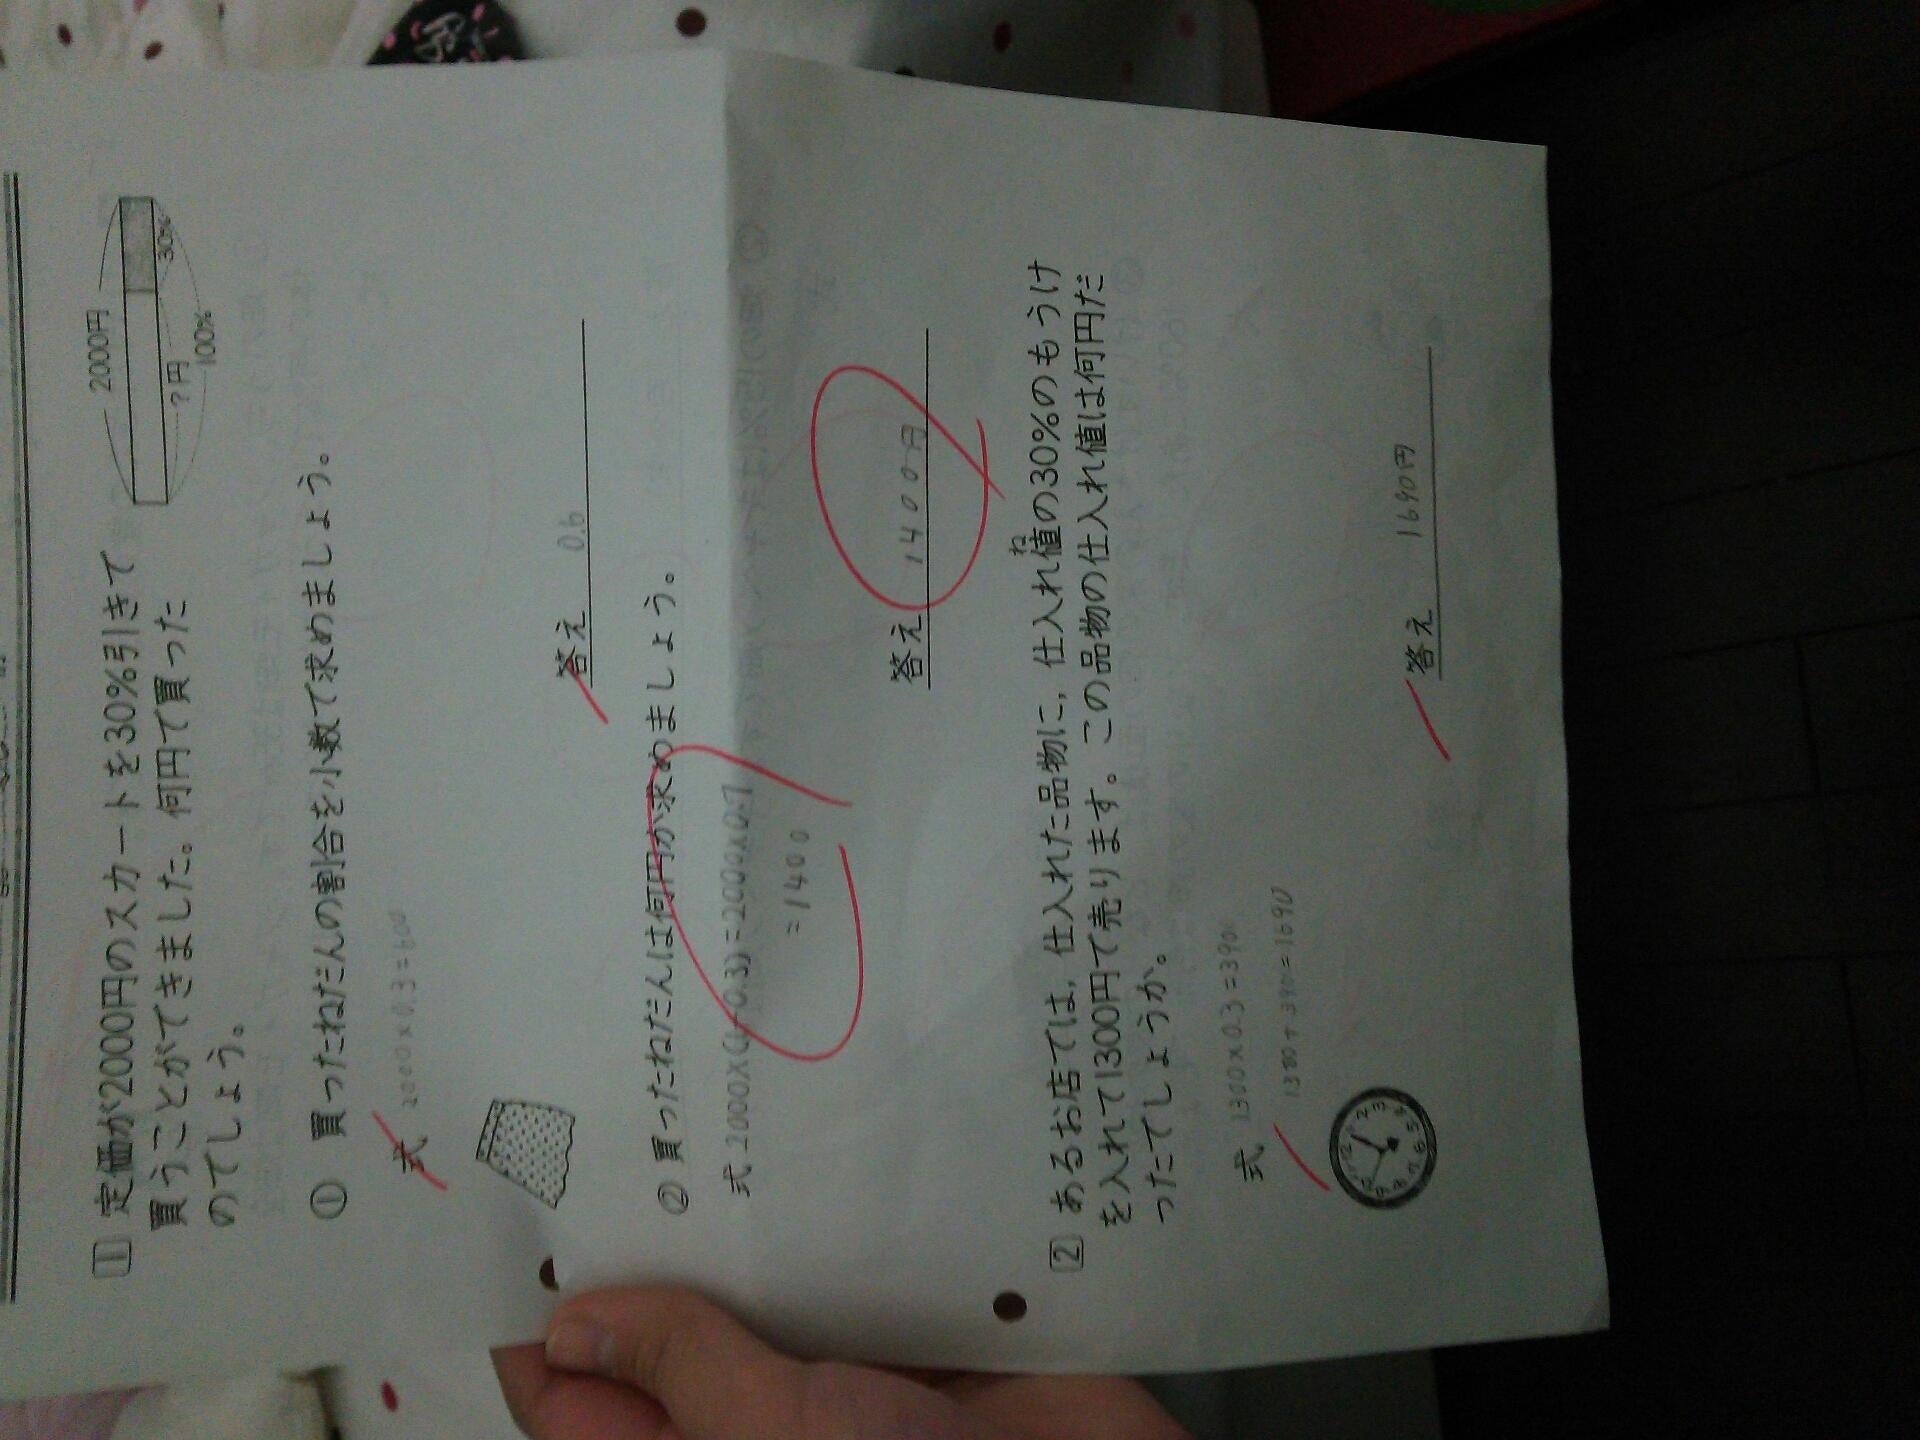 2000円
?円
30%
100%
1 定価が2000円のスカートを30%引きで
買うことができました。何円で買った
のでしょう。
① 買ったねだんの割合を小数で求めましょう。
式 2000×0.3=600
答え 0.6
② 買ったねだんは何円か求めましょう。
式 2000×(1-0.3)=2000×0.7
=1400
答え 1400円
2 あるお店では，仕入れた品物に，仕入れ値の30%のもうけ
ね
を入れて1300円で売ります。この品物の仕入れ値は何円だ
ったでしょうか。
式 1300×0.3=390
1300+390=1690
答え 1690円